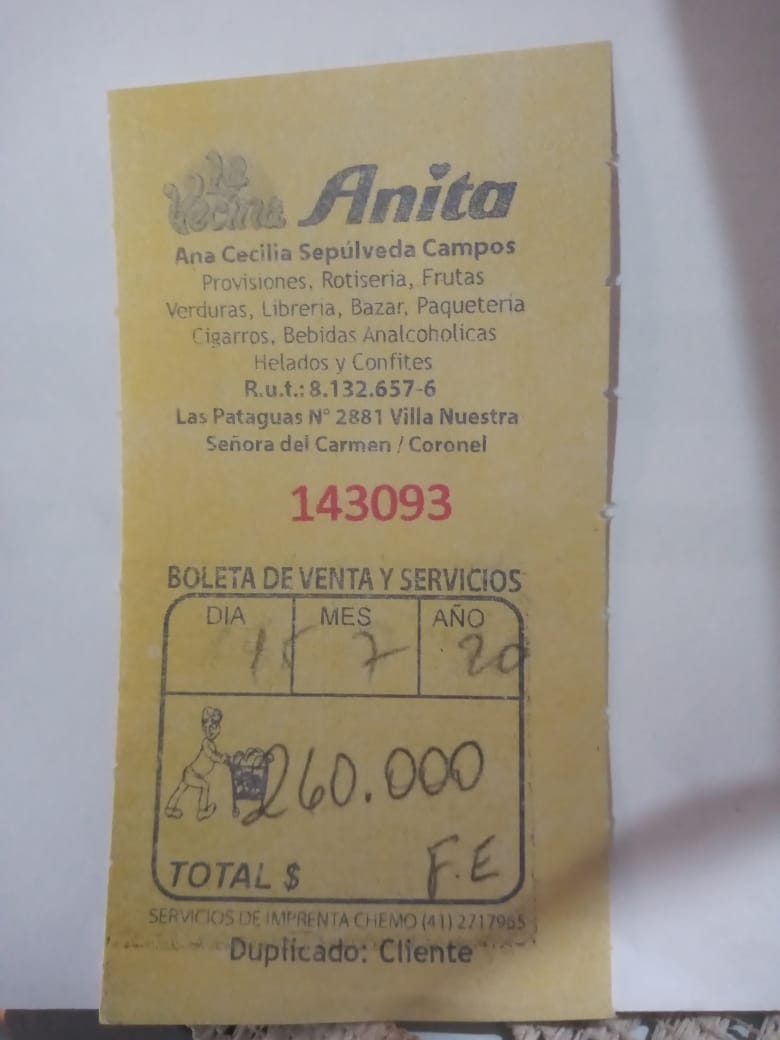 La Vecina Anita
Ana Cecilia Sepúlveda Campos
Provisiones, Rotiseria, Frutas
Verduras, Libreria, Bazar, Paquetería
Cigarros, Bebidas Analcoholicas
Helados y Confites
R.u.t.: 8.132.657-6
Las Pataguas N° 2881 Villa Nuestra
Señora del Carmen / Coronel
143093
BOLETA DE VENTA Y SERVICIOS
DIA MES AÑO
15 7 20
260.000
F.E
TOTAL $
SERVICIOS DE IMPRENTA CHEMO (41) 2717965
Duplicado: Cliente